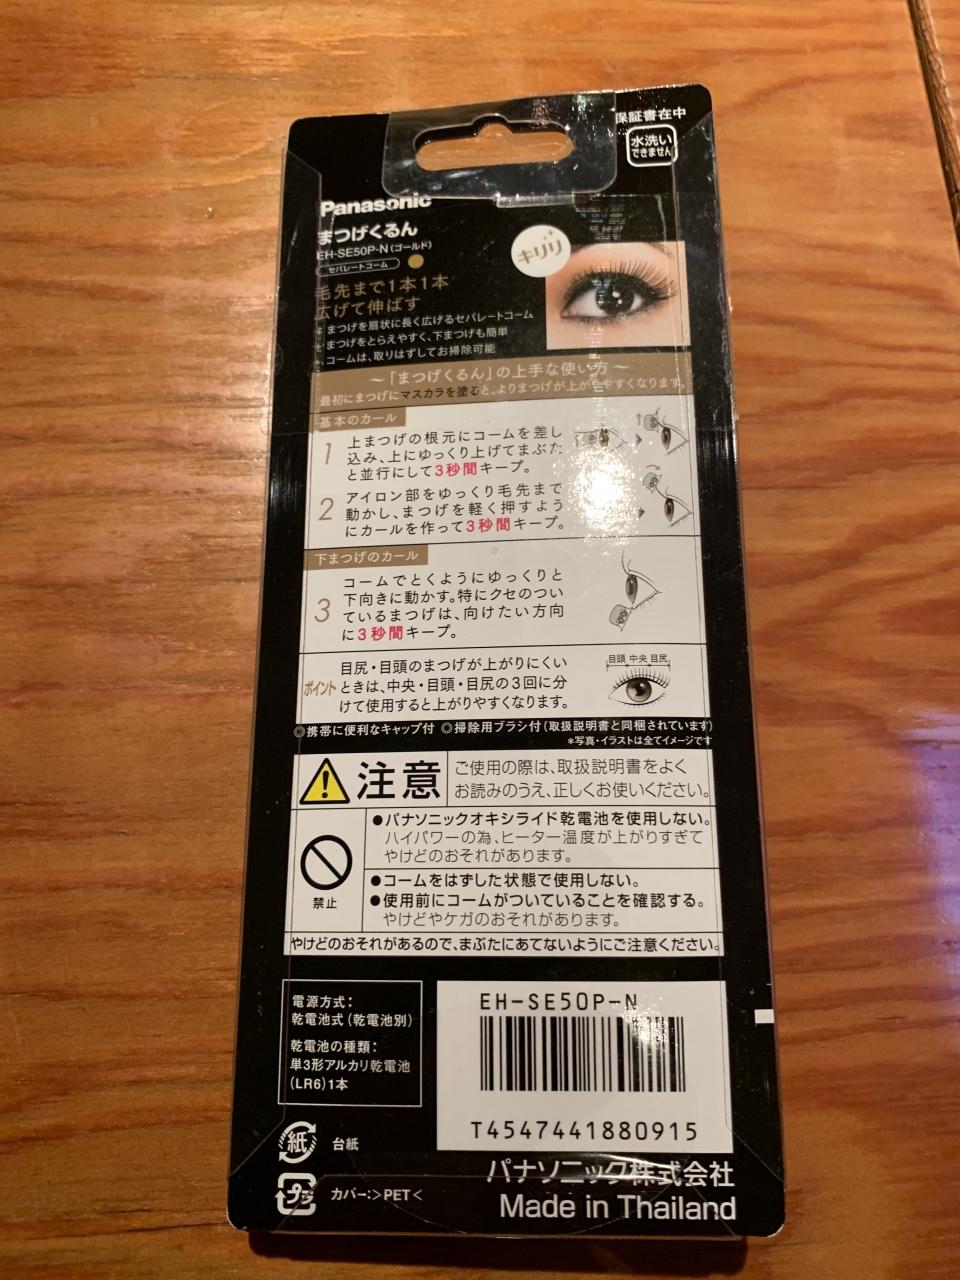 保証書在中
水洗い
できません
Panasonic
まつげくるん
EH-SE50P-N(ゴールド)
セパレートコーム
キリリ
毛先まで1本1本
広げて伸ばす
まつげを扇状に長く広げるセパレートコーム
まつげをとらえやすく、下まつげも簡単
コームは、取りはずしてお掃除可能
〜「まつげくるん」の上手な使い方〜
最初にまつげにマスカラを塗ると、よりまつげが上がりやすくなります。
基本のカール
1 上まつげの根元にコームを差し
込み、上にゆっくり上げてまぶた
と並行にして3秒間キープ。
2 アイロン部をゆっくり毛先まで
動かし、まつげを軽く押すよう
にカールを作って3秒間キープ。
下まつげのカール
3 コームでとくようにゆっくりと
下向きに動かす。特にクセのつい
ているまつげは、向けたい方向
に3秒間キープ。
ポイント
目尻・目頭のまつげが上がりにくい
ときは、中央・目頭・目尻の3回に分
けて使用すると上がりやすくなります。
目頭 中央 目尻
◎携帯に便利なキャップ付 ◎掃除用ブラシ付(取扱説明書と同梱されています)
*写真・イラストは全てイメージです
注意
ご使用の際は、取扱説明書をよく
お読みのうえ、正しくお使いください。
禁止
●パナソニックオキシライド乾電池を使用しない。
ハイパワーの為、ヒーター温度が上がりすぎて
やけどのおそれがあります。
●コームをはずした状態で使用しない。
●使用前にコームがついていることを確認する。
やけどやケガのおそれがあります。
やけどのおそれがあるので、まぶたにあてないようにご注意ください。
電源方式:
乾電池式(乾電池別)
乾電池の種類:
単3形アルカリ乾電池
(LR6)1本
EH-SE50P-N
T4547441880915
紙 台紙
プラ カバー:>PET<
パナソニック株式会社
Made in Thailand